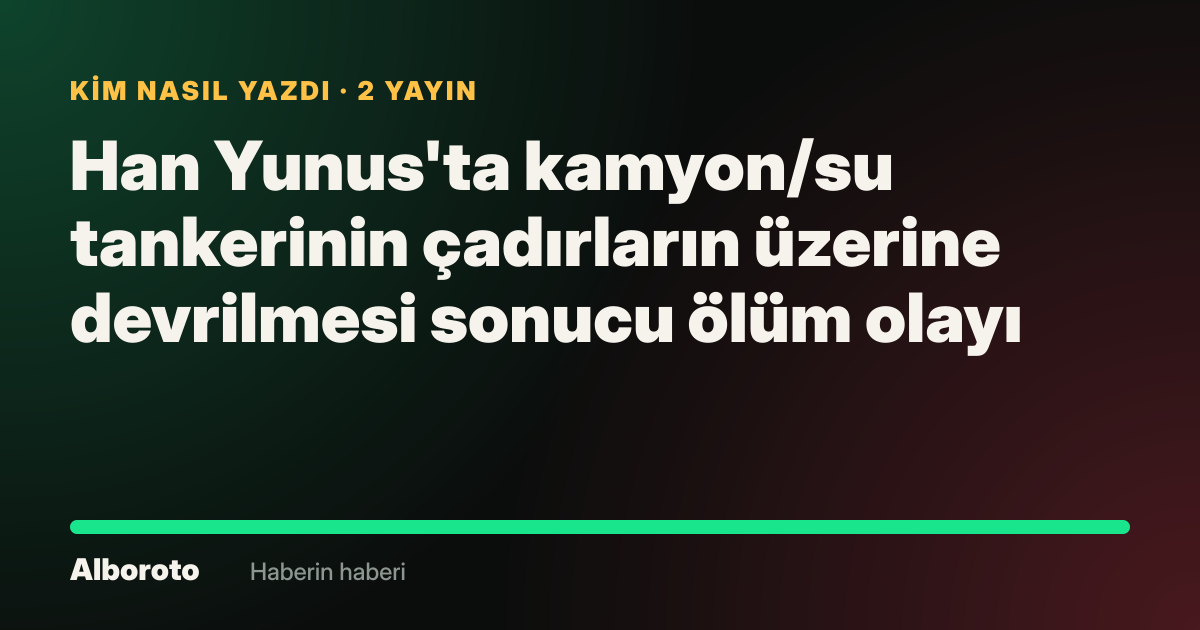 KİM NASIL YAZDI · 2 YAYIN
Han Yunus'ta kamyon/su
tankerinin çadırların üzerine
devrilmesi sonucu ölüm olayı
Alboroto Haberin haberi